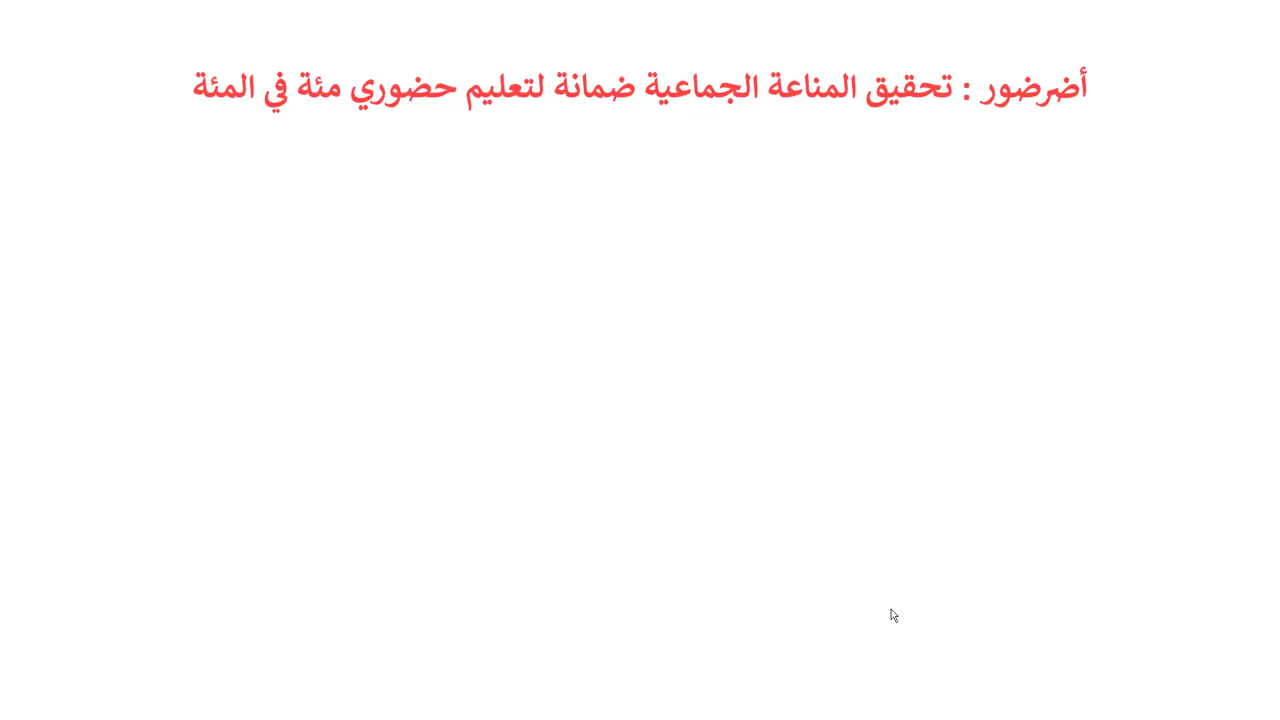 أضرضور : تحقيق المناعة الجماعية ضمانة لتعليم حضوري مئة في المئة